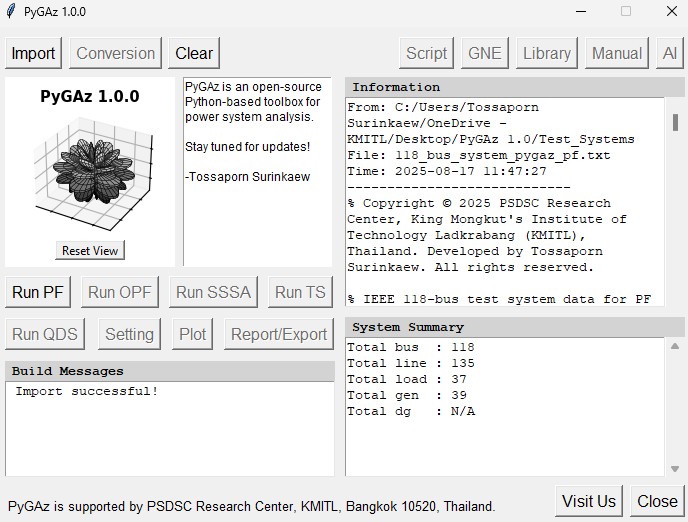 PyGAz 1.0.0
Import Conversion Clear Script GNE Library Manual AI
PyGAz 1.0.0
Reset View
PyGAz is an open-source
Python-based toolbox for
power system analysis.
Stay tuned for updates!
-Tossaporn Surinkaew
Information
From: C:/Users/Tossaporn
Surinkaew/OneDrive -
KMITL/Desktop/PyGAz 1.0/Test_Systems
File: 118_bus_system_pygaz_pf.txt
Time: 2025-08-17 11:47:27
----------------------------
% Copyright © 2025 PSDSC Research
Center, King Mongkut's Institute of
Technology Ladkrabang (KMITL),
Thailand. Developed by Tossaporn
Surinkaew. All rights reserved.
% IEEE 118-bus test system data for PF
Run PF Run OPF Run SSSA Run TS
Run QDS Setting Plot Report/Export
Build Messages
Import successful!
System Summary
Total bus : 118
Total line : 135
Total load : 37
Total gen : 39
Total dg : N/A
PyGAz is supported by PSDSC Research Center, KMITL, Bangkok 10520, Thailand.
Visit Us Close